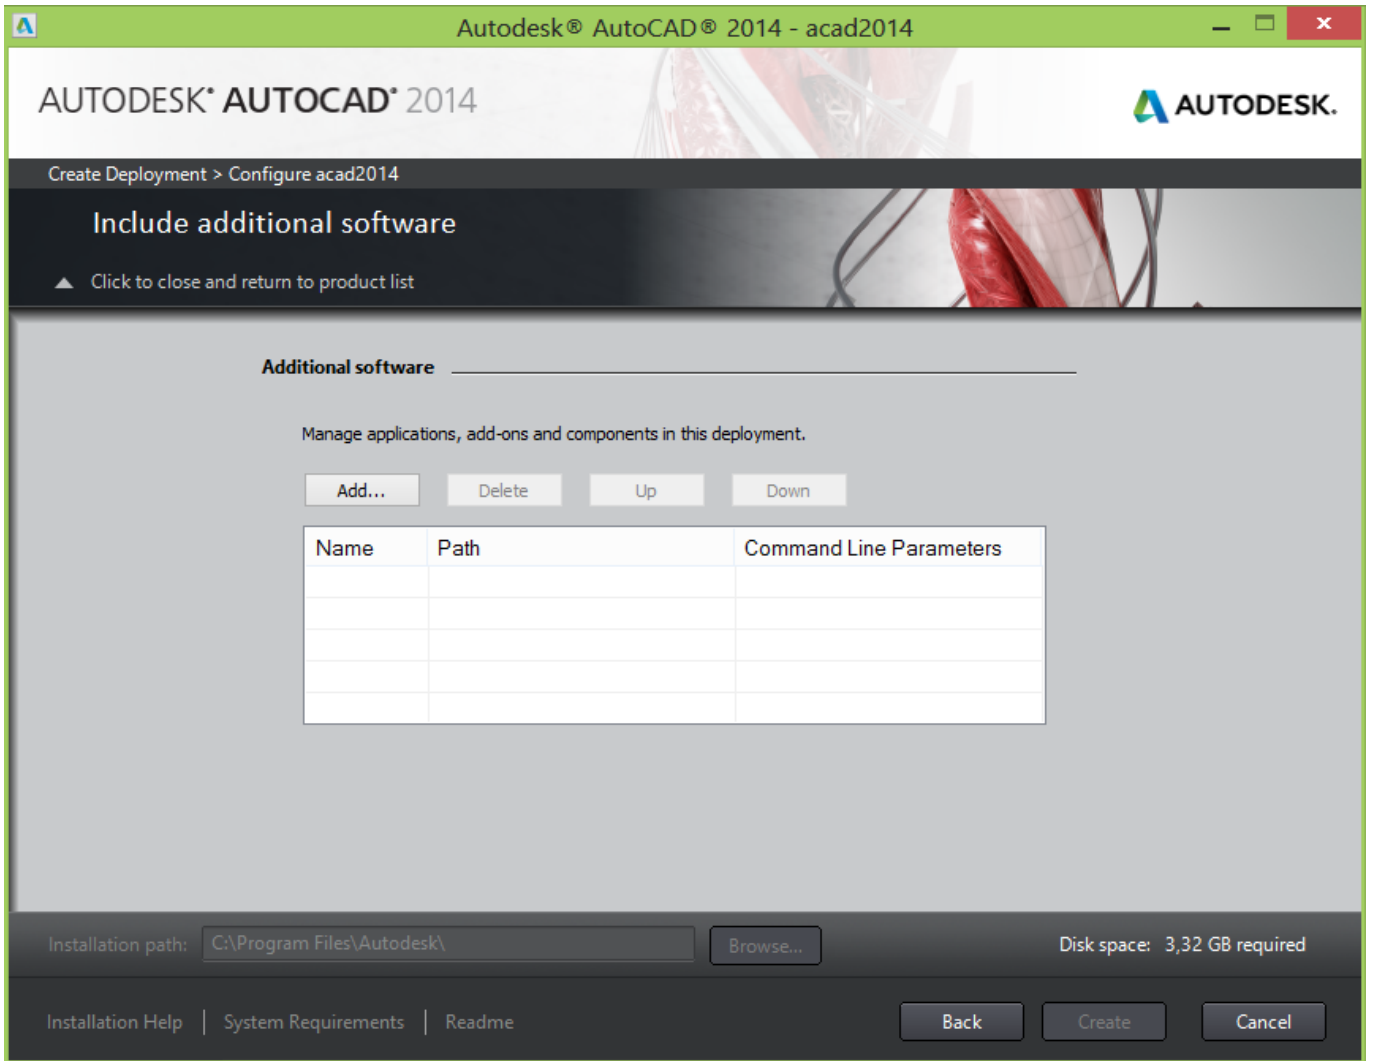 Autodesk® AutoCAD® 2014 - acad2014
AUTODESK® AUTOCAD® 2014
AUTODESK.
Create Deployment > Configure acad2014
Include additional software
Click to close and return to product list
Additional software
Manage applications, add-ons and components in this deployment.
Add... Delete Up Down
Name Path Command Line Parameters
Installation path: C:\Program Files\Autodesk\ Browse... Disk space: 3,32 GB required
Installation Help | System Requirements | Readme Back Create Cancel